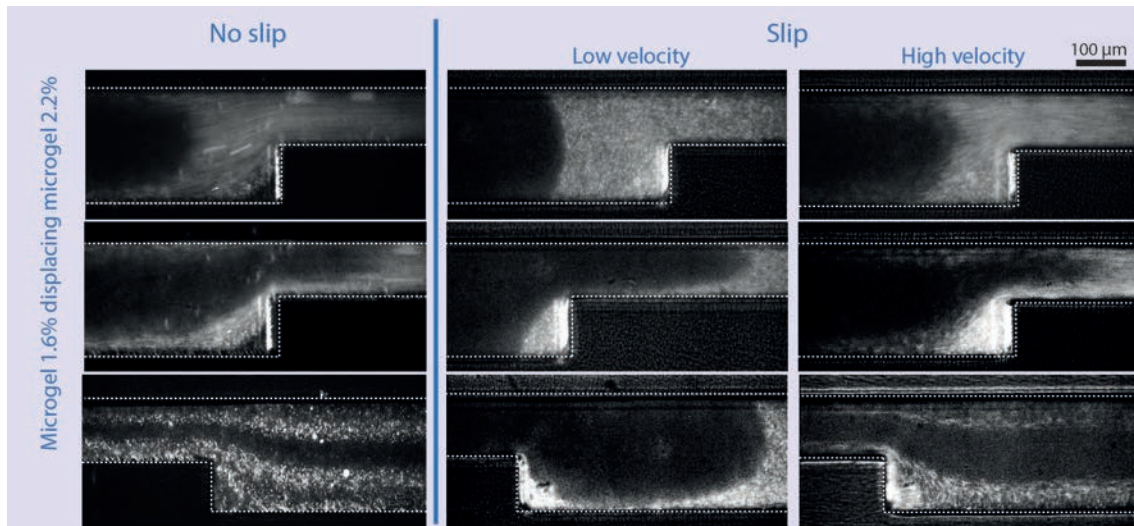 No slip
Slip
Low velocity
High velocity
100 µm
Microgel 1.6% displacing microgel 2.2%